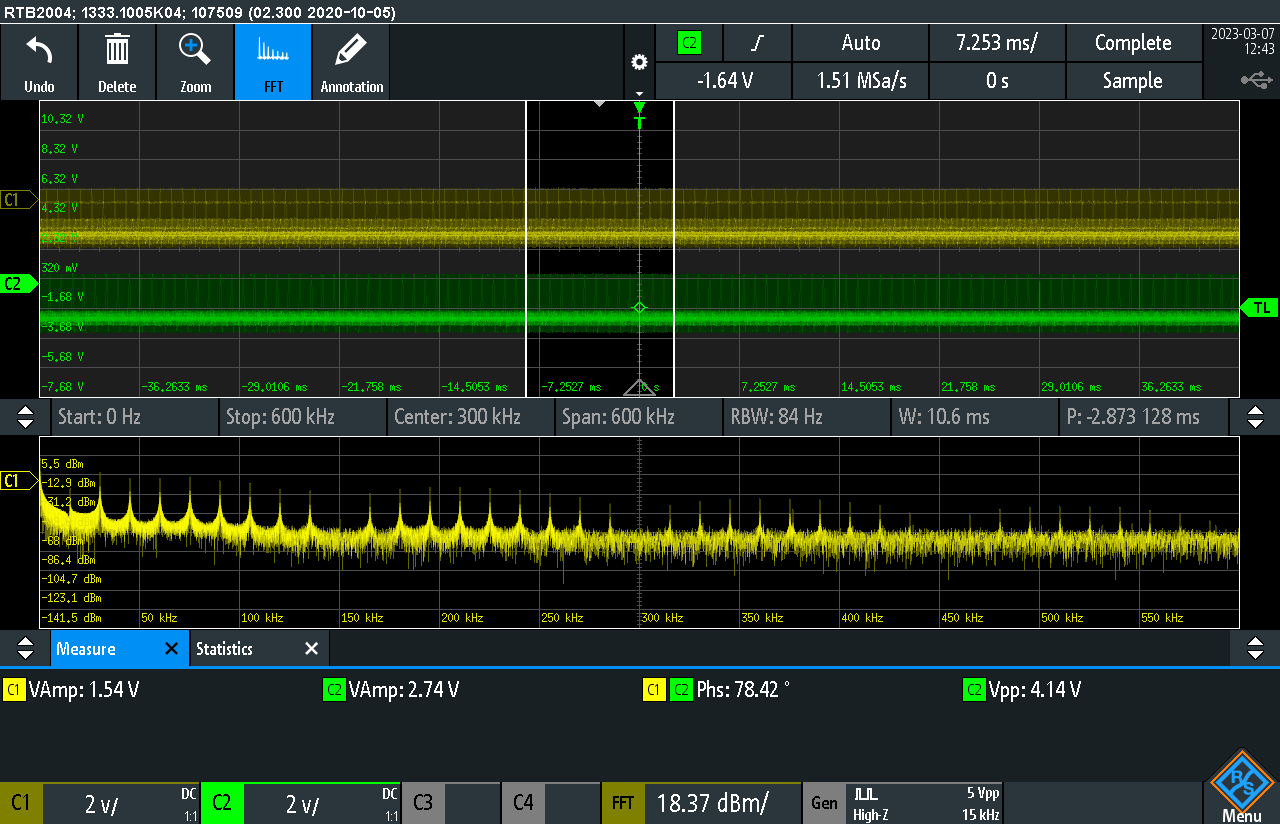 RTB2004; 1333.1005K04; 107509 (02.300 2020-10-05)
Undo Delete Zoom FFT Annotation
C2 Auto 7.253 ms/ Complete
-1.64 V 1.51 MSa/s 0 s Sample
2023-03-07
12:43
T
10.32 V
8.32 V
6.32 V
C1
4.32 V
320 mV
C2
-1.68 V
TL
-3.68 V
-5.68 V
-7.68 V -36.2633 ms -29.0106 ms -21.758 ms -14.5053 ms -7.2527 ms 0 s 7.2527 ms 14.5053 ms 21.758 ms 29.0106 ms 36.2633 ms
Start: 0 Hz Stop: 600 kHz Center: 300 kHz Span: 600 kHz RBW: 84 Hz W: 10.6 ms P: -2.873 128 ms
5.5 dBm
C1
-12.9 dBm
-31.2 dBm
-68 dBm
-86.4 dBm
-104.7 dBm
-123.1 dBm
-141.5 dBm 50 kHz 100 kHz 150 kHz 200 kHz 250 kHz 300 kHz 350 kHz 400 kHz 450 kHz 500 kHz 550 kHz
Measure Statistics
C1 VAmp: 1.54 V C2 VAmp: 2.74 V C1 C2 Phs: 78.42 ° C2 Vpp: 4.14 V
C1 2 V/ DC 1:1 C2 2 V/ DC 1:1 C3 C4 FFT 18.37 dBm/ Gen High-Z 5 Vpp 15 kHz
R&S
Menu